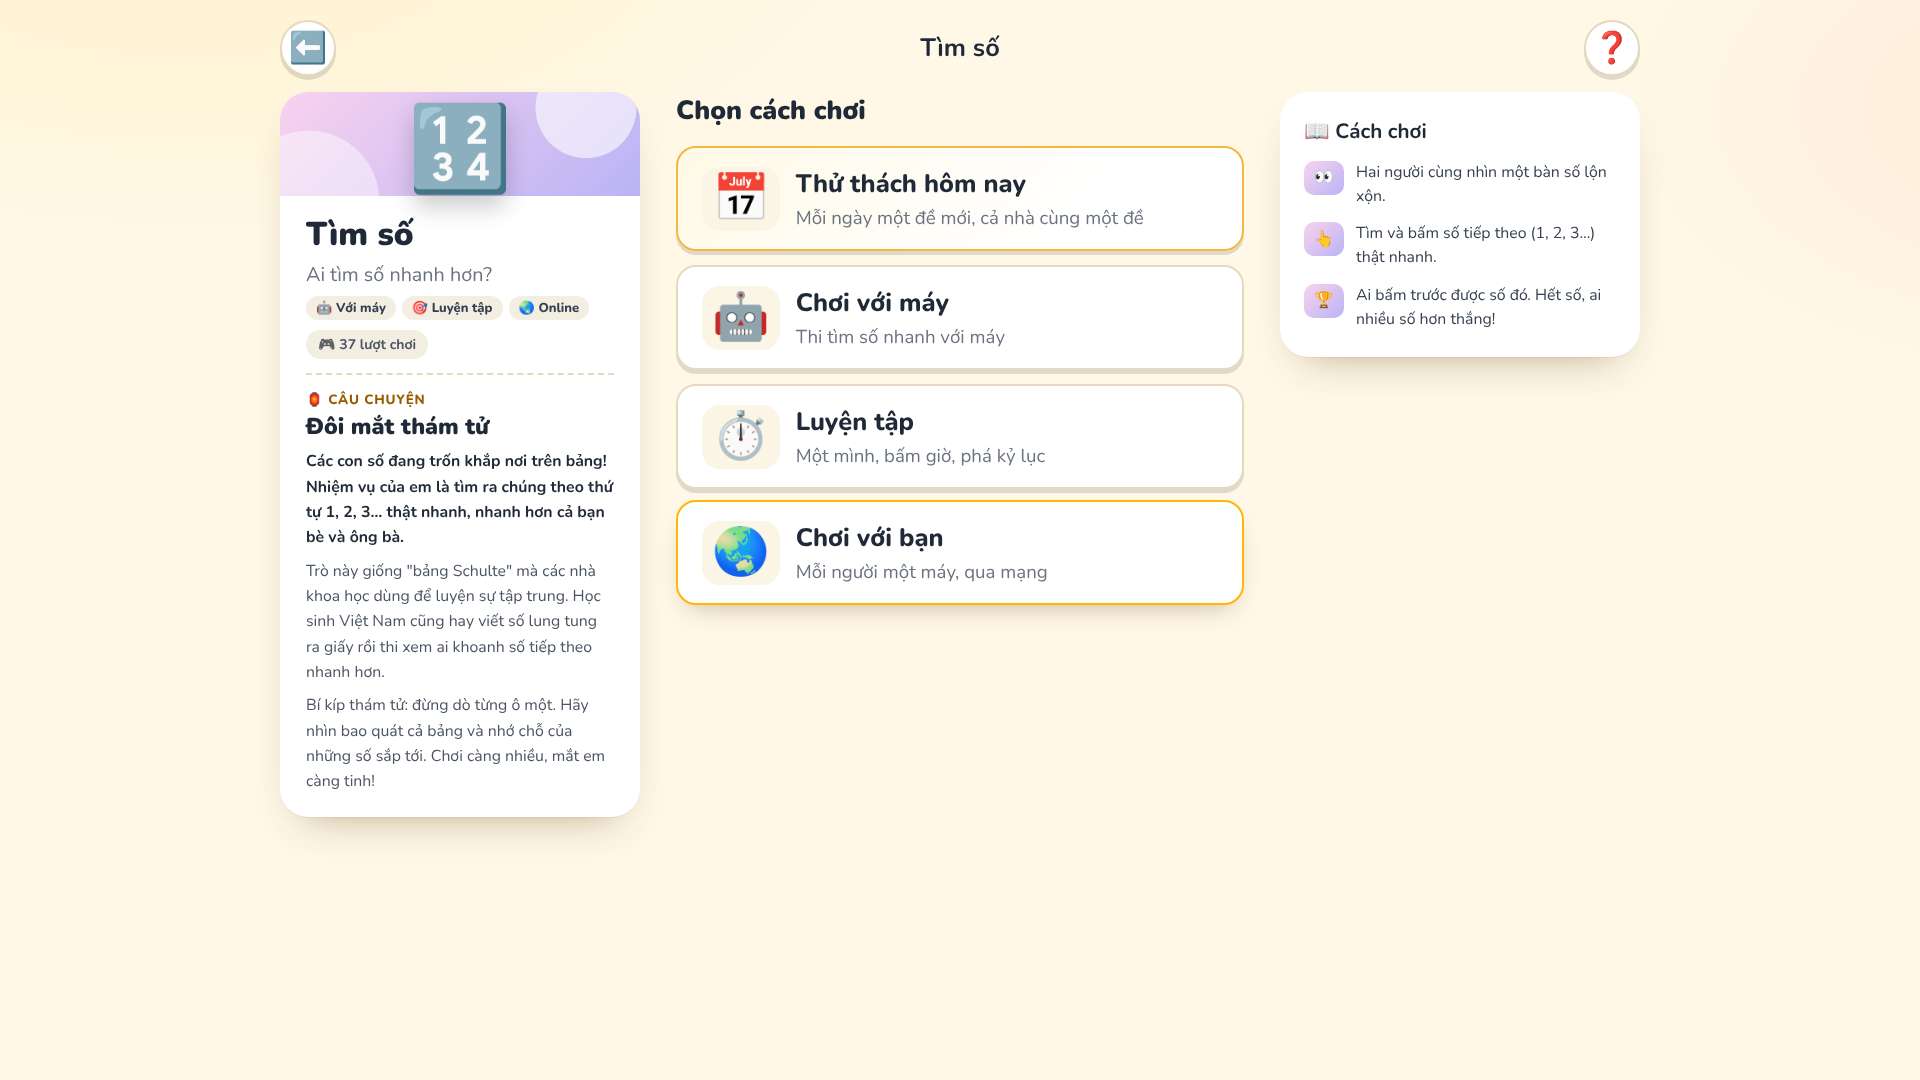 Tìm số
Tìm số
Ai tìm số nhanh hơn?
Với máy
Luyện tập
Online
37 lượt chơi
CÂU CHUYỆN
Đôi mắt thám tử
Các con số đang trốn khắp nơi trên bảng!
Nhiệm vụ của em là tìm ra chúng theo thứ
tự 1, 2, 3... thật nhanh, nhanh hơn cả bạn
bè và ông bà.
Trò này giống "bảng Schulte" mà các nhà
khoa học dùng để luyện sự tập trung. Học
sinh Việt Nam cũng hay viết số lung tung
ra giấy rồi thi xem ai khoanh số tiếp theo
nhanh hơn.
Bí kíp thám tử: đừng dò từng ô một. Hãy
nhìn bao quát cả bảng và nhớ chỗ của
những số sắp tới. Chơi càng nhiều, mắt em
càng tinh!
Chọn cách chơi
July
17
Thử thách hôm nay
Mỗi ngày một đề mới, cả nhà cùng một đề
Chơi với máy
Thi tìm số nhanh với máy
Luyện tập
Một mình, bấm giờ, phá kỷ lục
Chơi với bạn
Mỗi người một máy, qua mạng
Cách chơi
Hai người cùng nhìn một bàn số lộn
xộn.
Tìm và bấm số tiếp theo (1, 2, 3...)
thật nhanh.
Ai bấm trước được số đó. Hết số, ai
nhiều số hơn thắng!
1 2
3 4